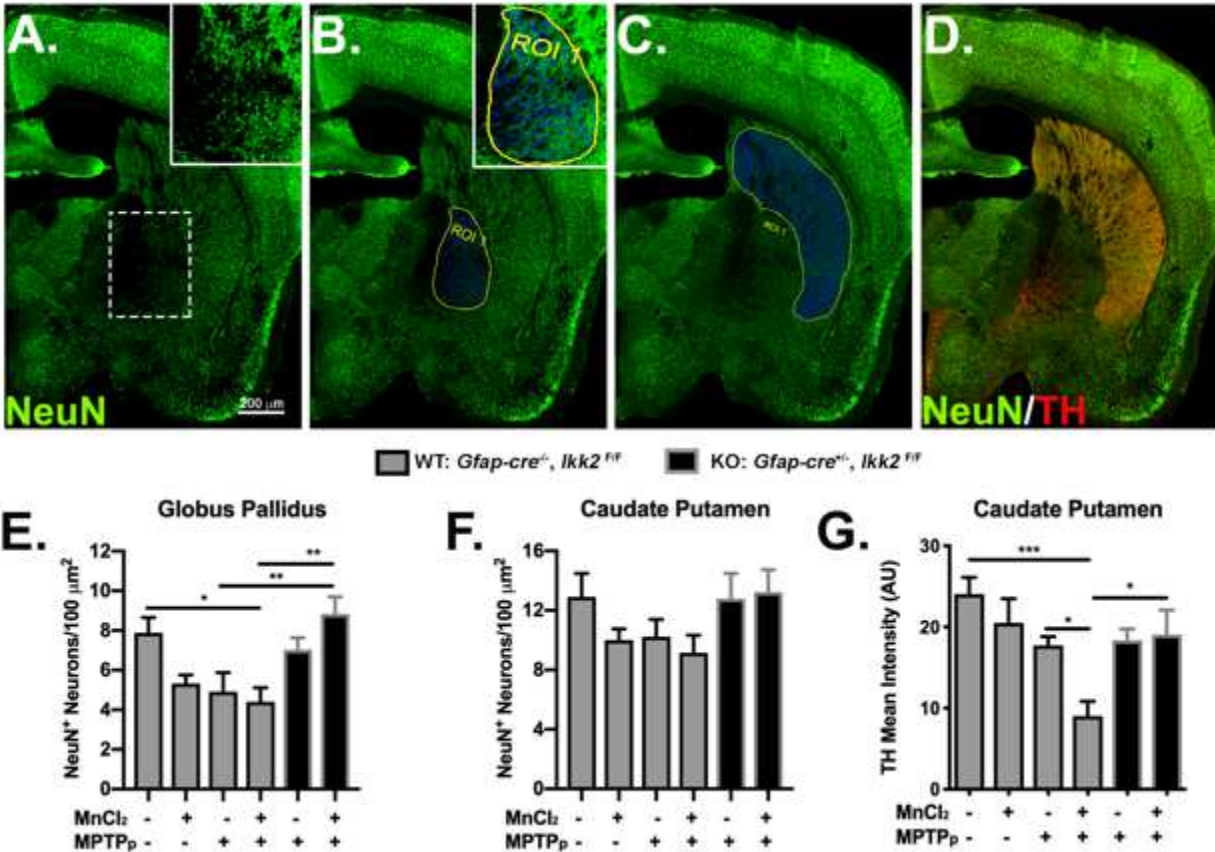 A.
B.
C.
D.
ROI 1
ROI 1
ROI 1
NeuN
200 µm
NeuN/TH
WT: Gfap-cre-/-, Ikk2 F/F
KO: Gfap-cre+/-, Ikk2 F/F
E.
Globus Pallidus
NeuN+ Neurons/100 µm2
12
10
8
6
4
2
0
*
**
**
MnCl2 - + - + - +
MPTPp - - + + + +
F.
Caudate Putamen
NeuN+ Neurons/100 µm2
16
12
8
4
0
- + - + - +
- - + + + +
G.
Caudate Putamen
TH Mean Intensity (AU)
30
20
10
0
***
*
*
MnCl2 - + - + - +
MPTPp - - + + + +